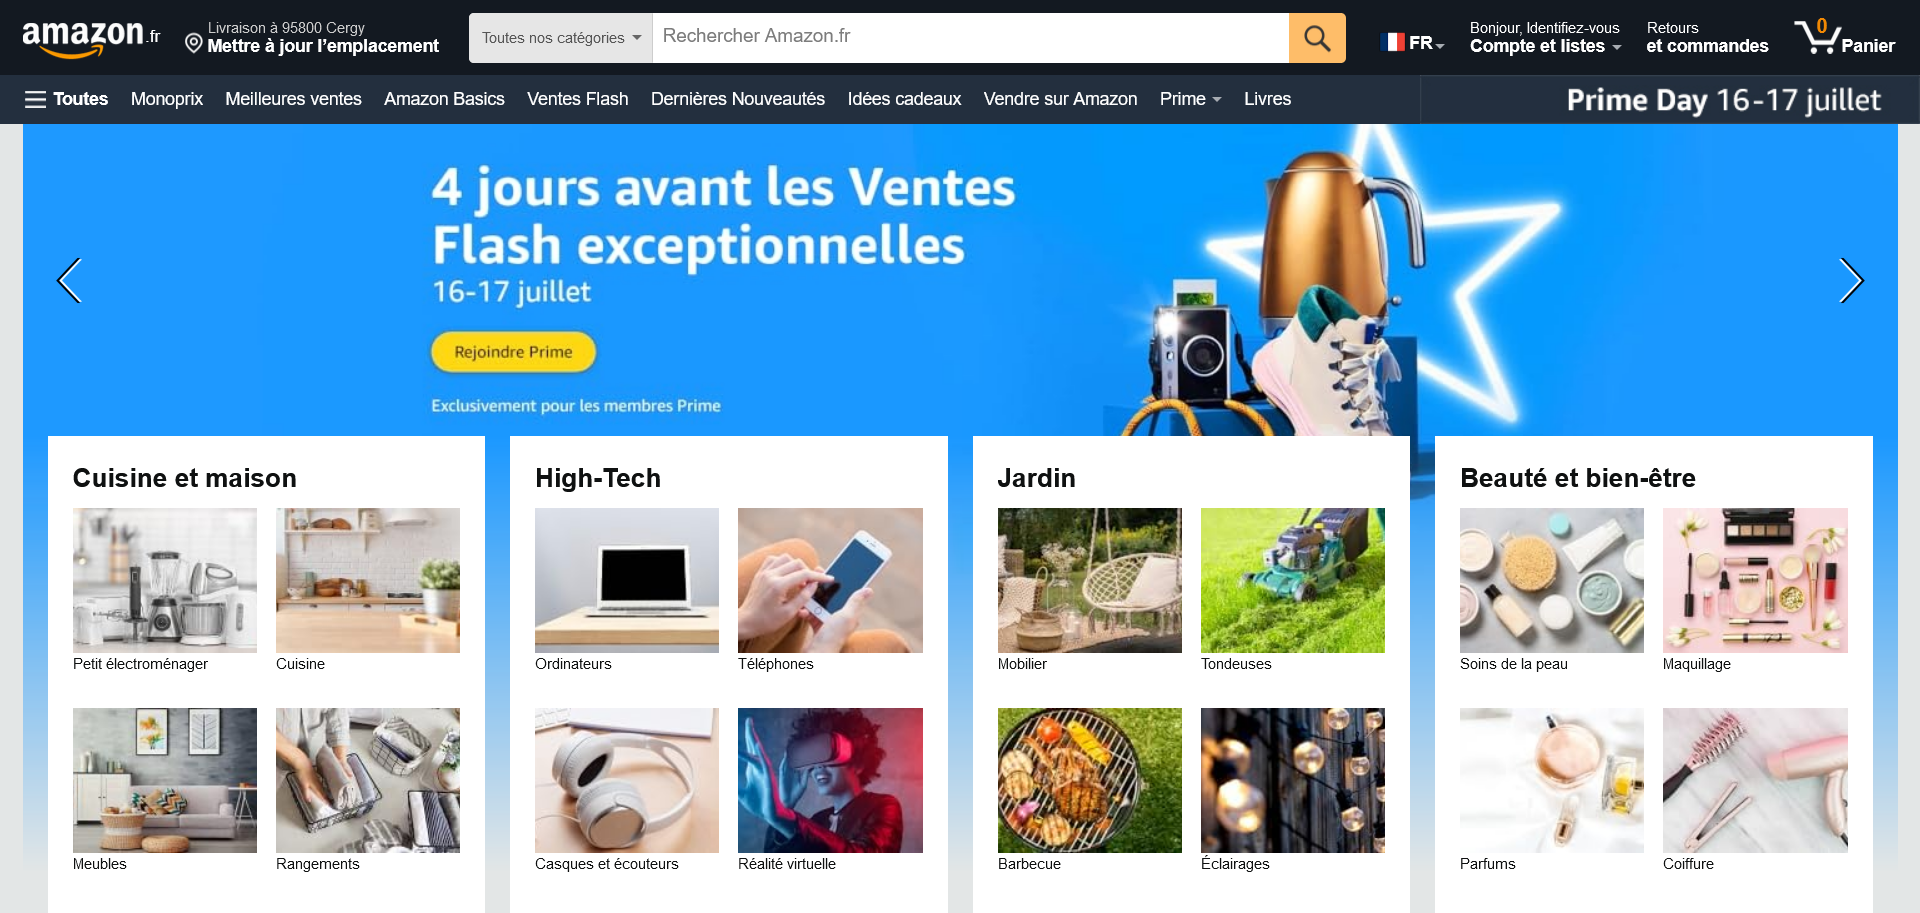 amazon.fr
Livraison à 95800 Cergy
Mettre à jour l'emplacement
Toutes nos catégories
Rechercher Amazon.fr
FR
Bonjour, Identifiez-vous
Compte et listes
Retours
et commandes
0
Panier
Toutes
Monoprix
Meilleures ventes
Amazon Basics
Ventes Flash
Dernières Nouveautés
Idées cadeaux
Vendre sur Amazon
Prime
Livres
Prime Day 16-17 juillet
4 jours avant les Ventes
Flash exceptionnelles
16-17 juillet
Rejoindre Prime
Exclusivement pour les membres Prime
Cuisine et maison
Petit électroménager
Cuisine
Meubles
Rangements
High-Tech
Ordinateurs
Téléphones
Casques et écouteurs
Réalité virtuelle
Jardin
Mobilier
Tondeuses
Barbecue
Éclairages
Beauté et bien-être
Soins de la peau
Maquillage
Parfums
Coiffure